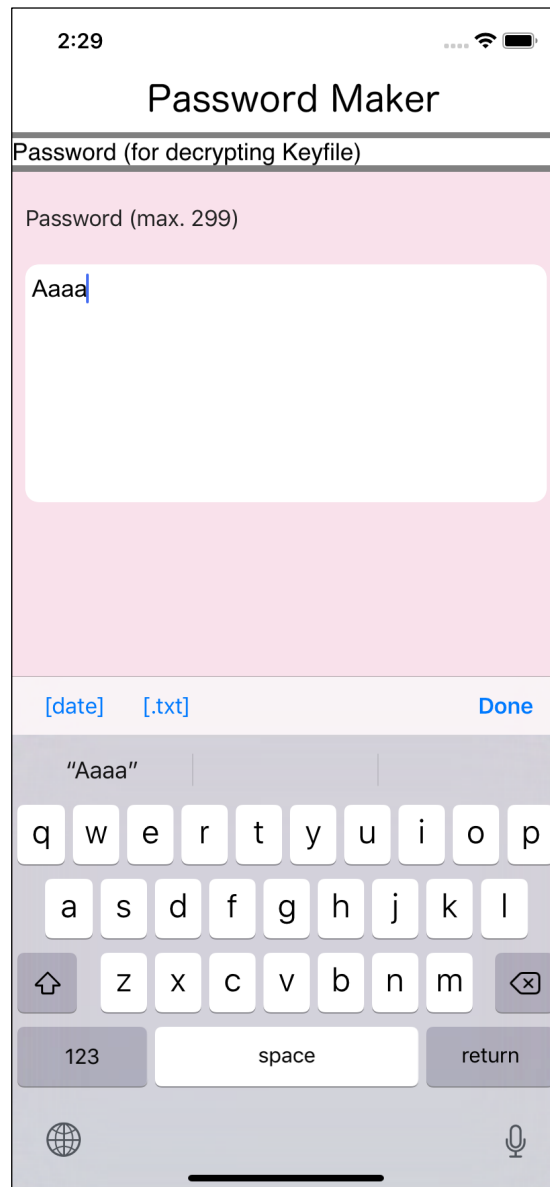 2:29
Password Maker
Password (for decrypting Keyfile)
Password (max. 299)
Aaaa
[date] [.txt] Done
“Aaaa”
q w e r t y u i o p
a s d f g h j k l
z x c v b n m
123 space return